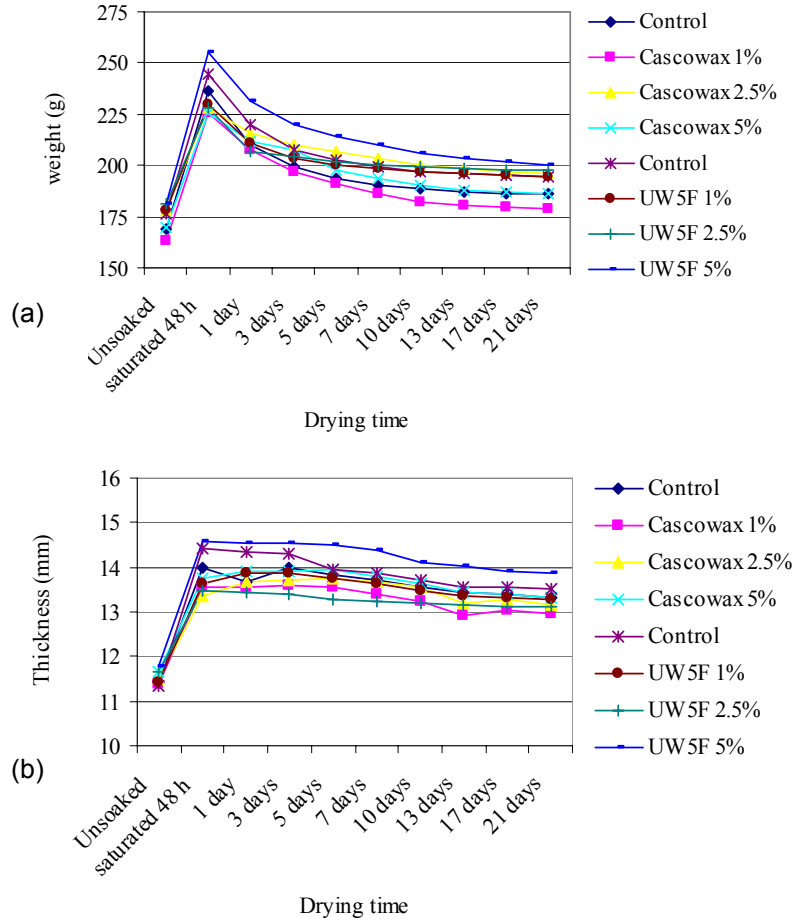 275
250
225
200
175
150
weight (g)
Unsoaked
saturated 48 h
1 day
3 days
5 days
7 days
10 days
13 days
17 days
21 days
Drying time
(a)
Control
Cascowax 1%
Cascowax 2.5%
Cascowax 5%
Control
UW5F 1%
UW5F 2.5%
UW5F 5%
16
15
14
13
12
11
10
Thickness (mm)
Unsoaked
saturated 48 h
1 day
3 days
5 days
7 days
10 days
13 days
17 days
21 days
Drying time
(b)
Control
Cascowax 1%
Cascowax 2.5%
Cascowax 5%
Control
UW5F 1%
UW5F 2.5%
UW5F 5%